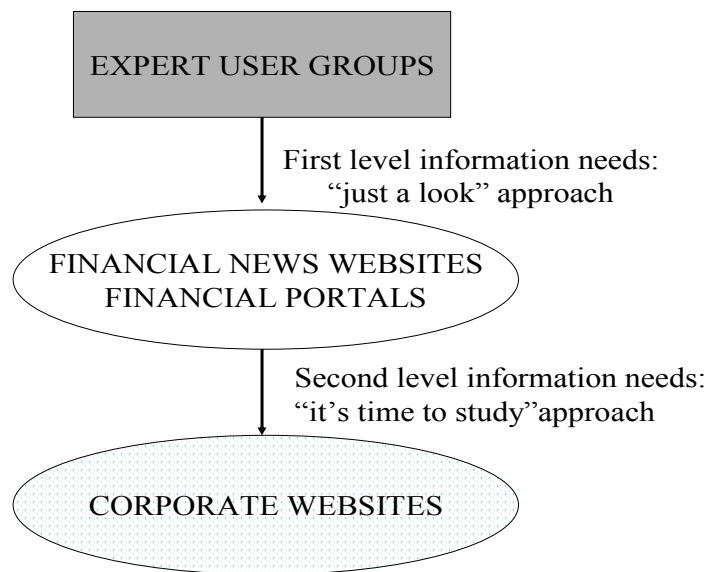 EXPERT USER GROUPS
First level information needs:
“just a look” approach
FINANCIAL NEWS WEBSITES
FINANCIAL PORTALS
Second level information needs:
“it’s time to study”approach
CORPORATE WEBSITES